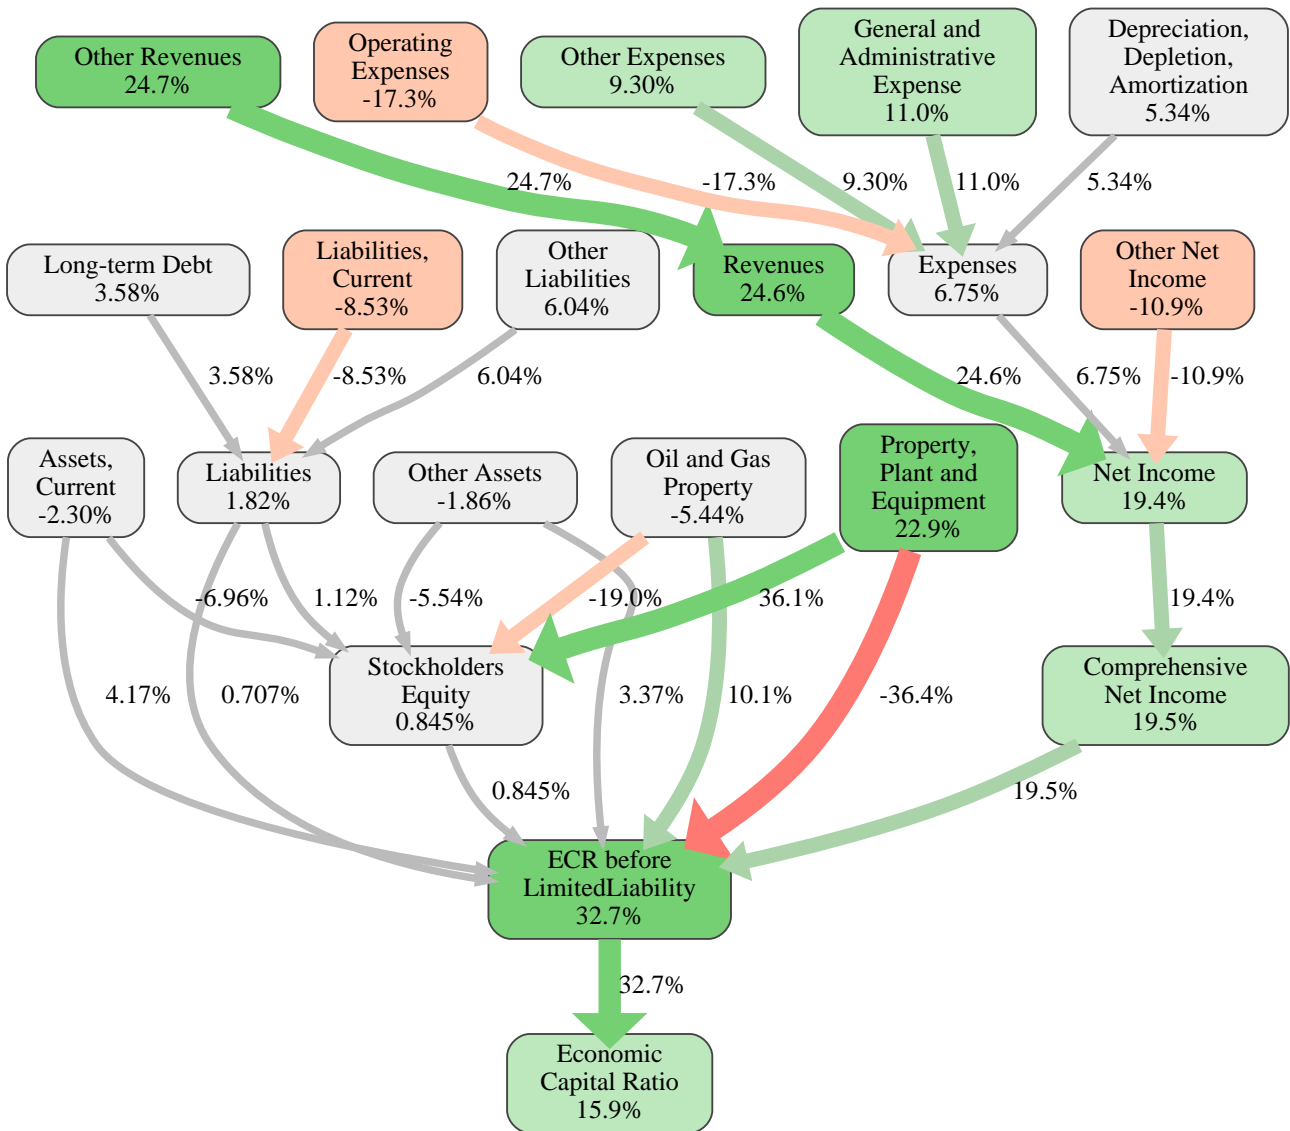 Other Revenues
24.7%
Operating
Expenses
-17.3%
Other Expenses
9.30%
General and
Administrative
Expense
11.0%
Depreciation,
Depletion,
Amortization
5.34%
24.7%
-17.3%
9.30%
11.0%
5.34%
Long-term Debt
3.58%
Liabilities,
Current
-8.53%
Other
Liabilities
6.04%
Revenues
24.6%
Expenses
6.75%
Other Net
Income
-10.9%
3.58%
-8.53%
6.04%
24.6%
6.75%
-10.9%
Assets,
Current
-2.30%
Liabilities
1.82%
Other Assets
-1.86%
Oil and Gas
Property
-5.44%
Property,
Plant and
Equipment
22.9%
Net Income
19.4%
-6.96%
1.12%
-5.54%
-19.0%
36.1%
19.4%
Stockholders
Equity
0.845%
Comprehensive
Net Income
19.5%
4.17%
0.707%
3.37%
10.1%
-36.4%
0.845%
19.5%
ECR before
LimitedLiability
32.7%
32.7%
Economic
Capital Ratio
15.9%